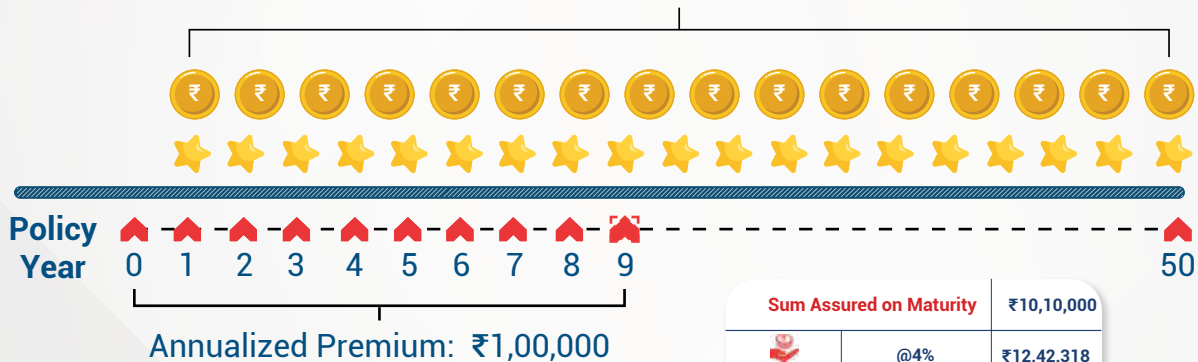 ₹ ₹ ₹ ₹ ₹ ₹ ₹ ₹ ₹ ₹ ₹ ₹ ₹ ₹ ₹ ₹
Policy Year 0 1 2 3 4 5 6 7 8 9 50
Annualized Premium: ₹1,00,000
Sum Assured on Maturity ₹10,10,000
@4% ₹12,42,318